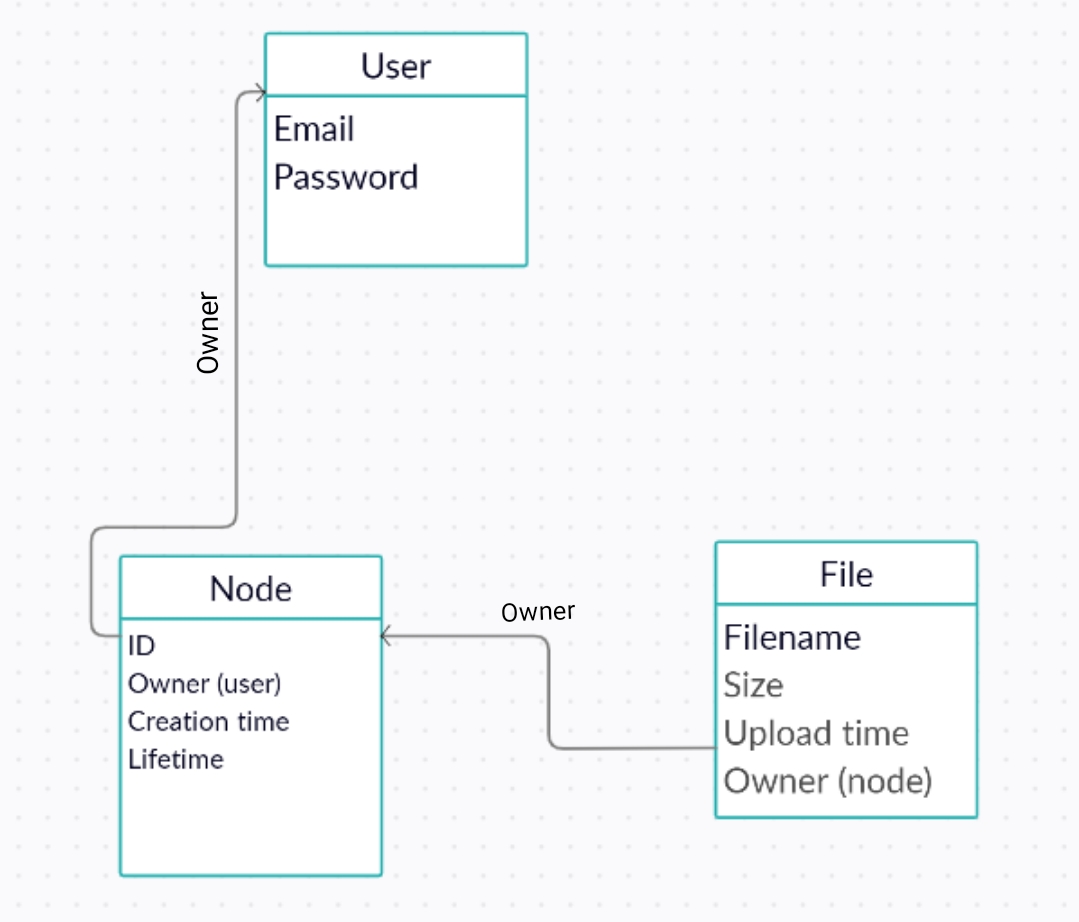 User
Email
Password
Owner
Node
ID
Owner (user)
Creation time
Lifetime
Owner
File
Filename
Size
Upload time
Owner (node)